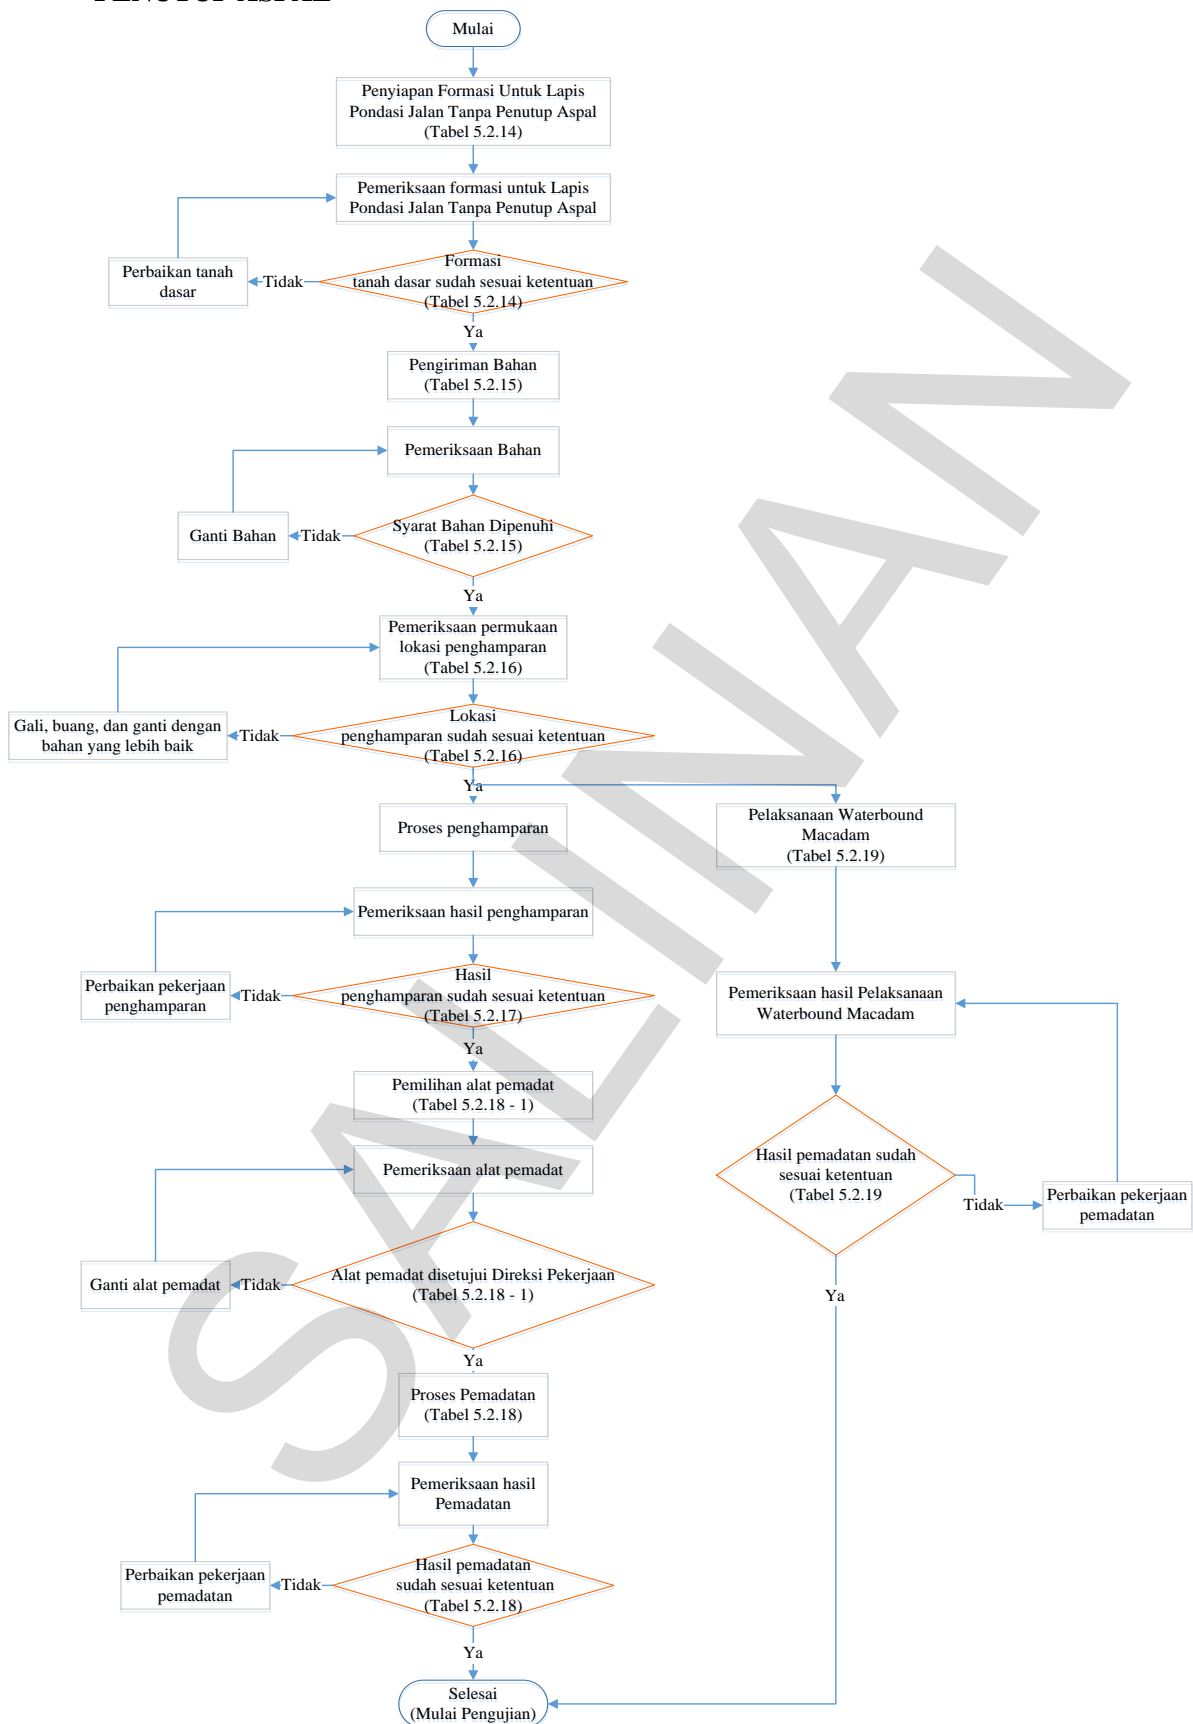 PENUTUP ASPAL
Mulai
Penyiapan Formasi Untuk Lapis
Pondasi Jalan Tanpa Penutup Aspal
(Tabel 5.2.14)
Pemeriksaan formasi untuk Lapis
Pondasi Jalan Tanpa Penutup Aspal
Formasi
tanah dasar sudah sesuai ketentuan
(Tabel 5.2.14)
Tidak
Perbaikan tanah
dasar
Ya
Pengiriman Bahan
(Tabel 5.2.15)
Pemeriksaan Bahan
Syarat Bahan Dipenuhi
(Tabel 5.2.15)
Tidak
Ganti Bahan
Ya
Pemeriksaan permukaan
lokasi penghamparan
(Tabel 5.2.16)
Lokasi
penghamparan sudah sesuai ketentuan
(Tabel 5.2.16)
Tidak
Gali, buang, dan ganti dengan
bahan yang lebih baik
Ya
Proses penghamparan
Pelaksanaan Waterbound
Macadam
(Tabel 5.2.19)
Pemeriksaan hasil penghamparan
Hasil
penghamparan sudah sesuai ketentuan
(Tabel 5.2.17)
Tidak
Perbaikan pekerjaan
penghamparan
Pemeriksaan hasil Pelaksanaan
Waterbound Macadam
Ya
Pemilihan alat pemadat
(Tabel 5.2.18 - 1)
Pemeriksaan alat pemadat
Hasil pemadatan sudah
sesuai ketentuan
(Tabel 5.2.19
Tidak
Perbaikan pekerjaan
pemadatan
Alat pemadat disetujui Direksi Pekerjaan
(Tabel 5.2.18 - 1)
Tidak
Ganti alat pemadat
Ya
Ya
Proses Pemadatan
(Tabel 5.2.18)
Pemeriksaan hasil
Pemadatan
Hasil pemadatan
sudah sesuai ketentuan
(Tabel 5.2.18)
Tidak
Perbaikan pekerjaan
pemadatan
Ya
Selesai
(Mulai Pengujian)
SALINAN